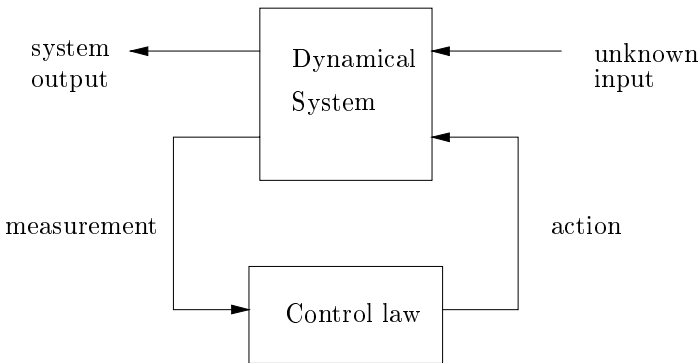 system
output
Dynamical
System
unknown
input
measurement
action
Control law